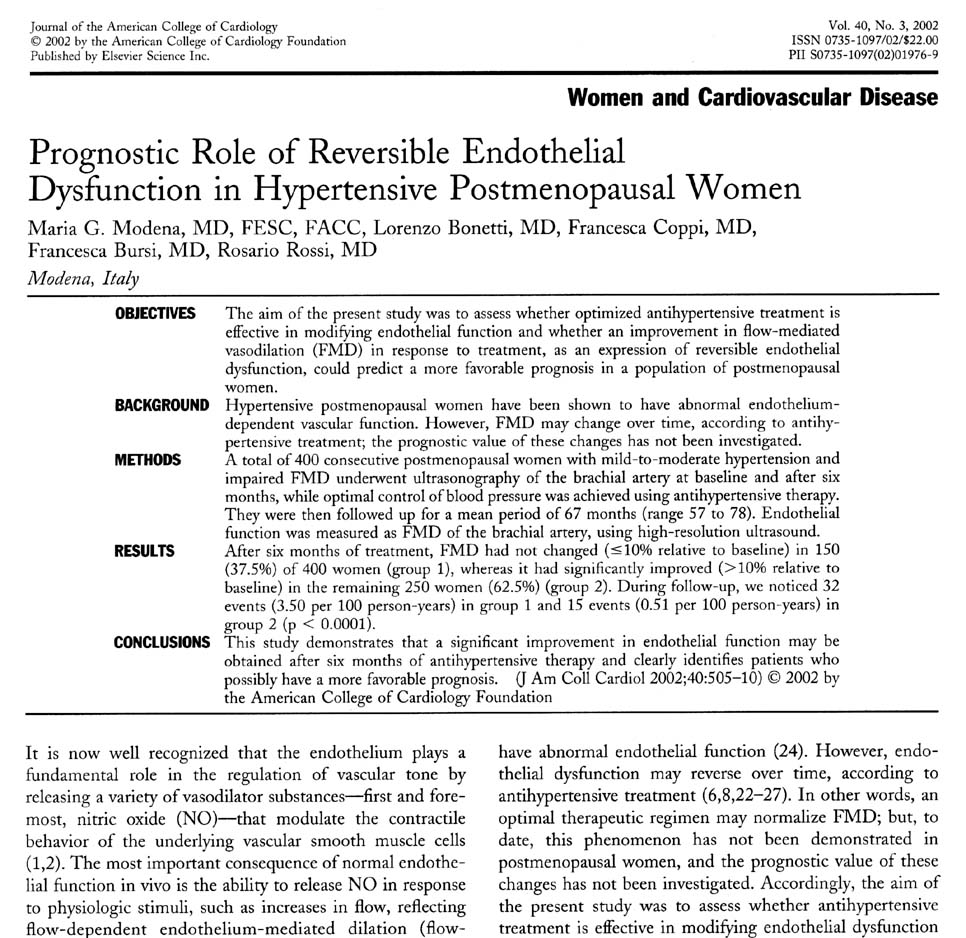 Journal of the American College of Cardiology
© 2002 by the American College of Cardiology Foundation
Published by Elsevier Science Inc.
Vol. 40, No. 3, 2002
ISSN 0735-1097/02/$22.00
PII S0735-1097(02)01976-9
Women and Cardiovascular Disease
Prognostic Role of Reversible Endothelial
Dysfunction in Hypertensive Postmenopausal Women
Maria G. Modena, MD, FESC, FACC, Lorenzo Bonetti, MD, Francesca Coppi, MD,
Francesca Bursi, MD, Rosario Rossi, MD
Modena, Italy
OBJECTIVES The aim of the present study was to assess whether optimized antihypertensive treatment is
effective in modifying endothelial function and whether an improvement in flow-mediated
vasodilation (FMD) in response to treatment, as an expression of reversible endothelial
dysfunction, could predict a more favorable prognosis in a population of postmenopausal
women.
BACKGROUND Hypertensive postmenopausal women have been shown to have abnormal endothelium-
dependent vascular function. However, FMD may change over time, according to antihy-
pertensive treatment; the prognostic value of these changes has not been investigated.
METHODS A total of 400 consecutive postmenopausal women with mild-to-moderate hypertension and
impaired FMD underwent ultrasonography of the brachial artery at baseline and after six
months, while optimal control of blood pressure was achieved using antihypertensive therapy.
They were then followed up for a mean period of 67 months (range 57 to 78). Endothelial
function was measured as FMD of the brachial artery, using high-resolution ultrasound.
RESULTS After six months of treatment, FMD had not changed (≤10% relative to baseline) in 150
(37.5%) of 400 women (group 1), whereas it had significantly improved (>10% relative to
baseline) in the remaining 250 women (62.5%) (group 2). During follow-up, we noticed 32
events (3.50 per 100 person-years) in group 1 and 15 events (0.51 per 100 person-years) in
group 2 (p < 0.0001).
CONCLUSIONS This study demonstrates that a significant improvement in endothelial function may be
obtained after six months of antihypertensive therapy and clearly identifies patients who
possibly have a more favorable prognosis. (J Am Coll Cardiol 2002;40:505–10) © 2002 by
the American College of Cardiology Foundation
It is now well recognized that the endothelium plays a
fundamental role in the regulation of vascular tone by
releasing a variety of vasodilator substances—first and fore-
most, nitric oxide (NO)—that modulate the contractile
behavior of the underlying vascular smooth muscle cells
(1,2). The most important consequence of normal endothe-
lial function in vivo is the ability to release NO in response
to physiologic stimuli, such as increases in flow, reflecting
flow-dependent endothelium-mediated dilation (flow-
have abnormal endothelial function (24). However, endo-
thelial dysfunction may reverse over time, according to
antihypertensive treatment (6,8,22–27). In other words, an
optimal therapeutic regimen may normalize FMD; but, to
date, this phenomenon has not been demonstrated in
postmenopausal women, and the prognostic value of these
changes has not been investigated. Accordingly, the aim of
the present study was to assess whether antihypertensive
treatment is effective in modifying endothelial dysfunction